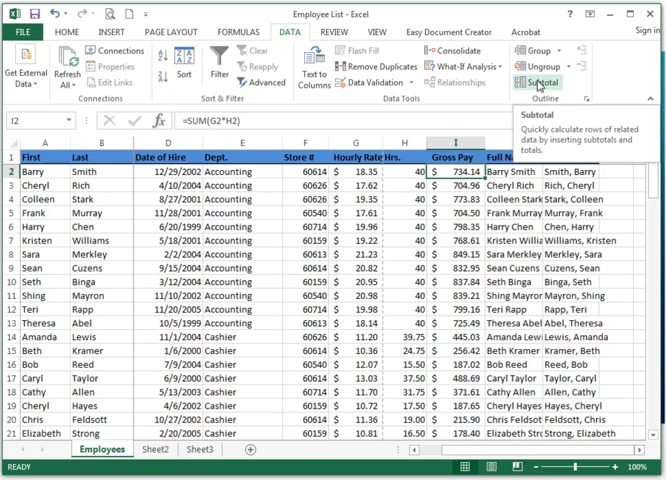 Employee List - Excel
FILE HOME INSERT PAGE LAYOUT FORMULAS DATA REVIEW VIEW Easy Document Creator Acrobat Sign in
Get External Data
Refresh All
Connections
Properties
Edit Links
Connections
Sort
Filter
Clear
Reapply
Advanced
Sort & Filter
Text to Columns
Flash Fill
Remove Duplicates
Data Validation
Consolidate
What-If Analysis
Relationships
Data Tools
Group
Ungroup
Subtotal
Outline
Subtotal
Quickly calculate rows of related
data by inserting subtotals and
totals.
I2 =SUM(G2*H2)
A B D E F G H I
1 First Last Date of Hire Dept. Store # Hourly Rate Hrs. Gross Pay Full
2 Barry Smith 12/29/2002 Accounting 60614 $ 18.35 40 $ 734.14 Barry Smith Smith, Barry
3 Cheryl Rich 4/10/2004 Accounting 60626 $ 17.62 40 $ 704.96 Cheryl Rich Rich, Cheryl
4 Colleen Stark 8/27/2001 Accounting 60626 $ 19.35 40 $ 773.83 Colleen Stark Stark, Colleen
5 Frank Murray 11/28/2001 Accounting 60714 $ 17.61 40 $ 704.50 Frank Murray Murray, Frank
6 Harry Chen 6/20/1999 Accounting 60714 $ 19.96 40 $ 798.35 Harry Chen Chen, Harry
7 Kristen Williams 5/18/2001 Accounting 60159 $ 19.22 40 $ 768.61 Kristen Willia Williams, Kristen
8 Sara Merkley 2/2/2004 Accounting 60613 $ 21.23 40 $ 849.15 Sara Merkley Merkley, Sara
9 Sean Cuzens 9/15/2004 Accounting 60614 $ 20.82 40 $ 832.95 Sean Cuzens Cuzens, Sean
10 Seth Binga 3/12/2004 Accounting 60159 $ 20.95 40 $ 837.84 Seth Binga Binga, Seth
11 Shing Mayron 11/10/2002 Accounting 60540 $ 20.98 40 $ 839.21 Shing Mayron Mayron, Shing
12 Teri Rapp 11/20/2001 Accounting 60714 $ 19.98 40 $ 799.16 Teri Rapp Rapp, Teri
13 Theresa Abel 10/5/1999 Accounting 60613 $ 18.14 40 $ 725.49 Theresa Abel Abel, Theresa
14 Amanda Lewis 11/1/2004 Cashier 60626 $ 11.20 39.75 $ 445.03 Amanda Lewis Lewis, Amanda
15 Beth Kramer 1/6/2000 Cashier 60614 $ 10.36 24.75 $ 256.42 Beth Kramer Kramer, Beth
16 Bob Reed 7/9/2004 Cashier 60540 $ 12.07 15.50 $ 187.02 Bob Reed Reed, Bob
17 Caryl Taylor 6/9/2000 Cashier 60614 $ 13.03 37.50 $ 488.69 Caryl Taylor Taylor, Caryl
18 Cathy Allen 5/13/2003 Cashier 60714 $ 11.70 31.75 $ 371.61 Cathy Allen Allen, Cathy
19 Cheryl Hayes 4/6/2002 Cashier 60614 $ 10.72 17.50 $ 187.65 Cheryl Hayes Hayes, Cheryl
20 Chris Feldsott 10/27/2002 Cashier 60614 $ 11.36 19.00 $ 215.90 Chris Feldsott Feldsott, Chris
21 Elizabeth Strong 2/20/2005 Cashier 60159 $ 10.81 16.50 $ 178.40 Elizabeth Strc Strong, Elizabeth
Employees Sheet2 Sheet3
READY 100%